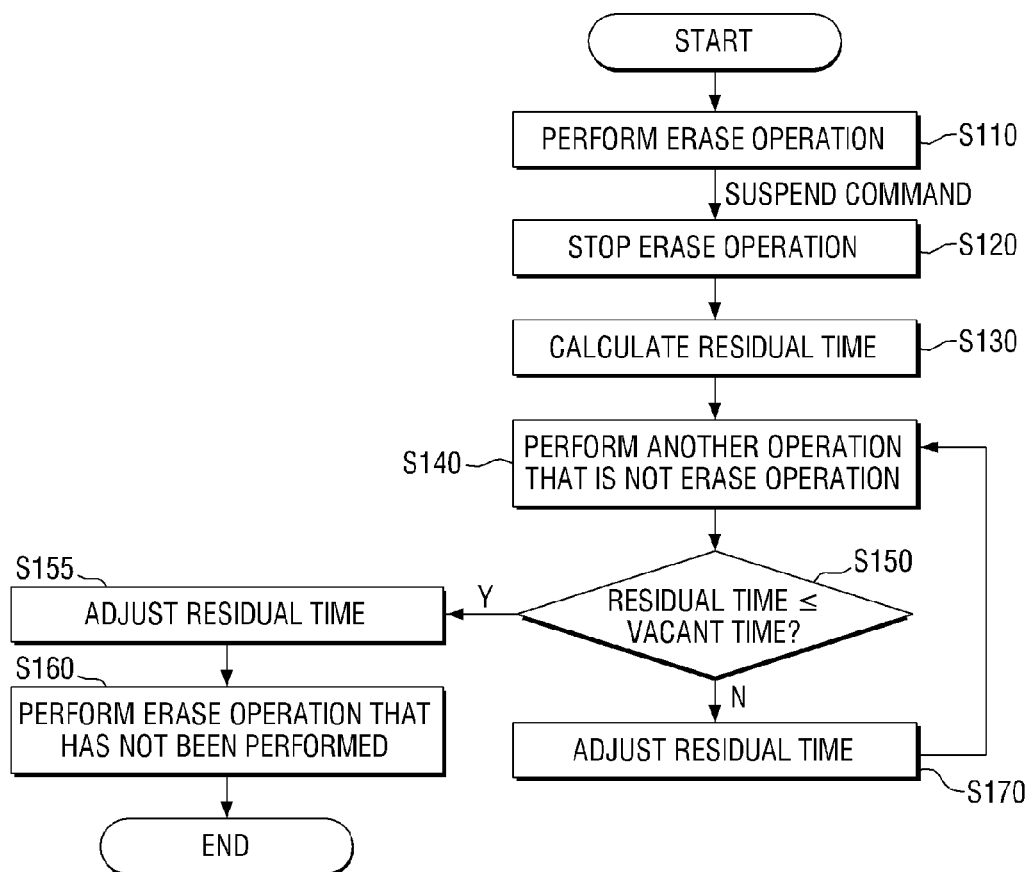 START
PERFORM ERASE OPERATION
S110
SUSPEND COMMAND
STOP ERASE OPERATION
S120
CALCULATE RESIDUAL TIME
S130
S140
PERFORM ANOTHER OPERATION
THAT IS NOT ERASE OPERATION
S150
RESIDUAL TIME ≤
VACANT TIME?
Y
S155
ADJUST RESIDUAL TIME
S160
PERFORM ERASE OPERATION THAT
HAS NOT BEEN PERFORMED
N
ADJUST RESIDUAL TIME
S170
END